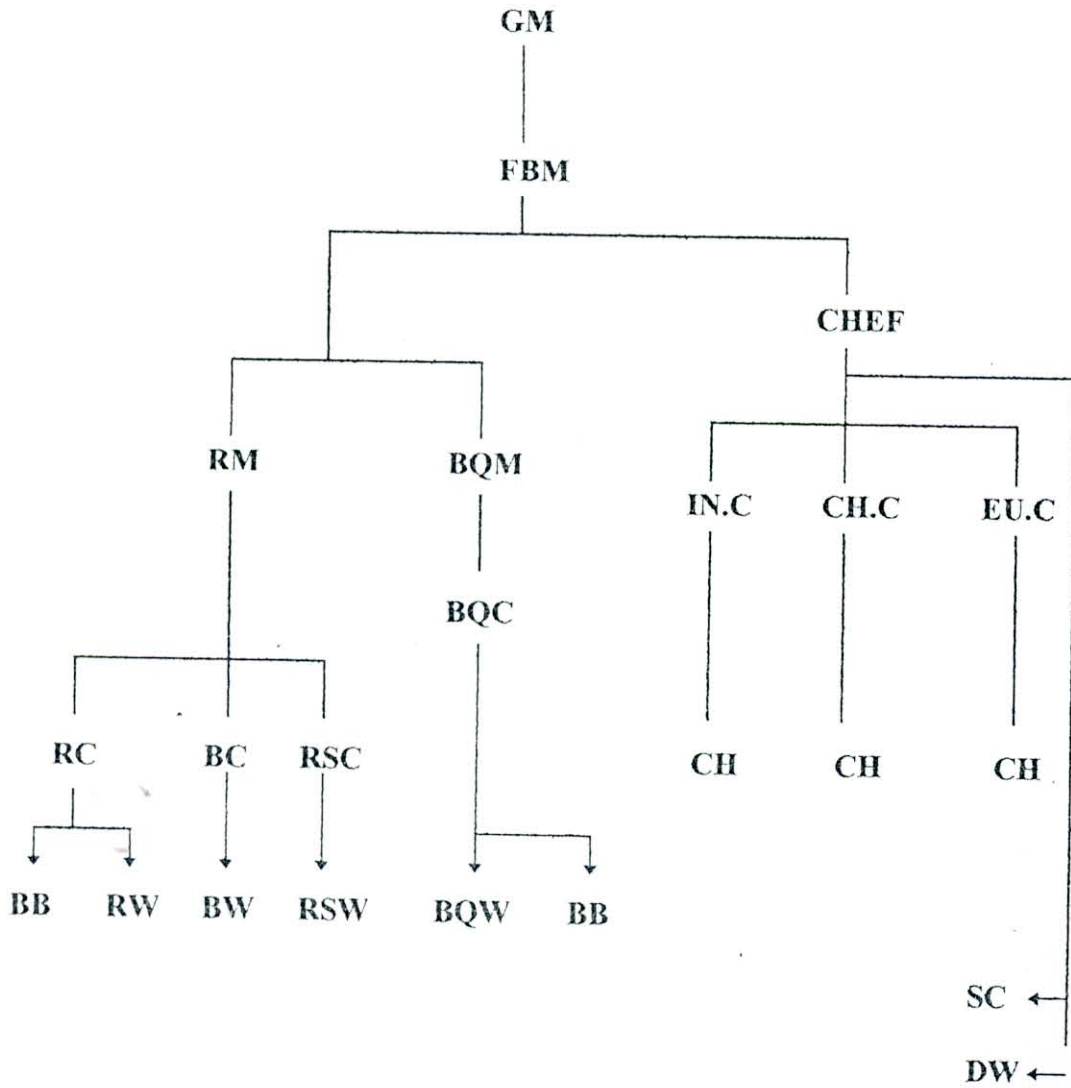 GM
FBM
CHEF
RM BQM
IN.C CH.C EU.C
BQC
RC BC RSC
CH CH CH
BB RW BW RSW BQW BB
SC
DW